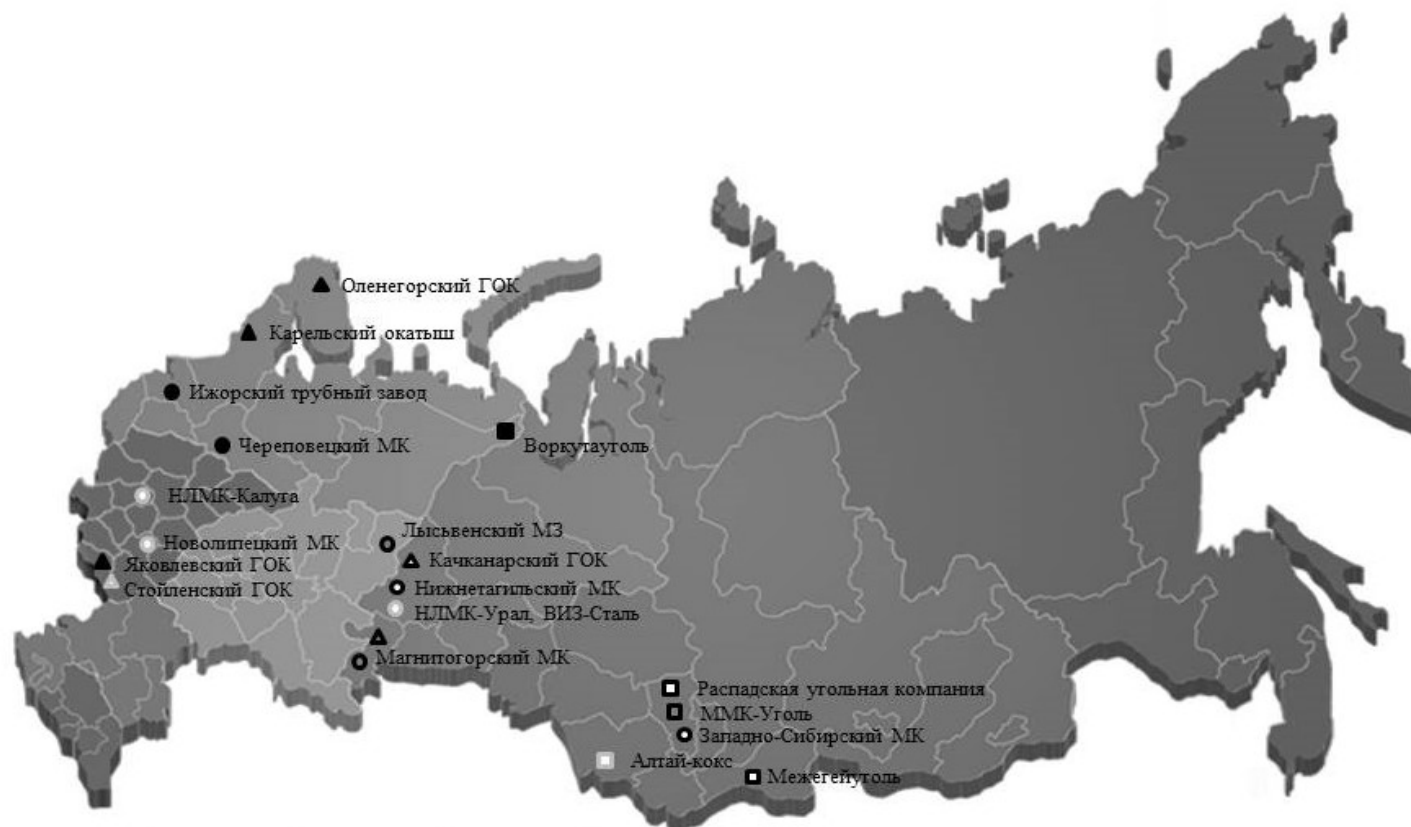 Оленегорский ГОК
Карельский окатыш
Ижорский трубный завод
Череповецкий МК
Воркутауголь
НЛМК-Калуга
Новолипецкий МК
Лысьвенский МЗ
Яковлевский ГОК
Качканарский ГОК
Стойленский ГОК
Нижнетагильский МК
НЛМК-Урал, ВИЗ-Сталь
Магнитогорский МК
Распадская угольная компания
ММК-Уголь
Западно-Сибирский МК
Алтай-кокс
Межегейуголь